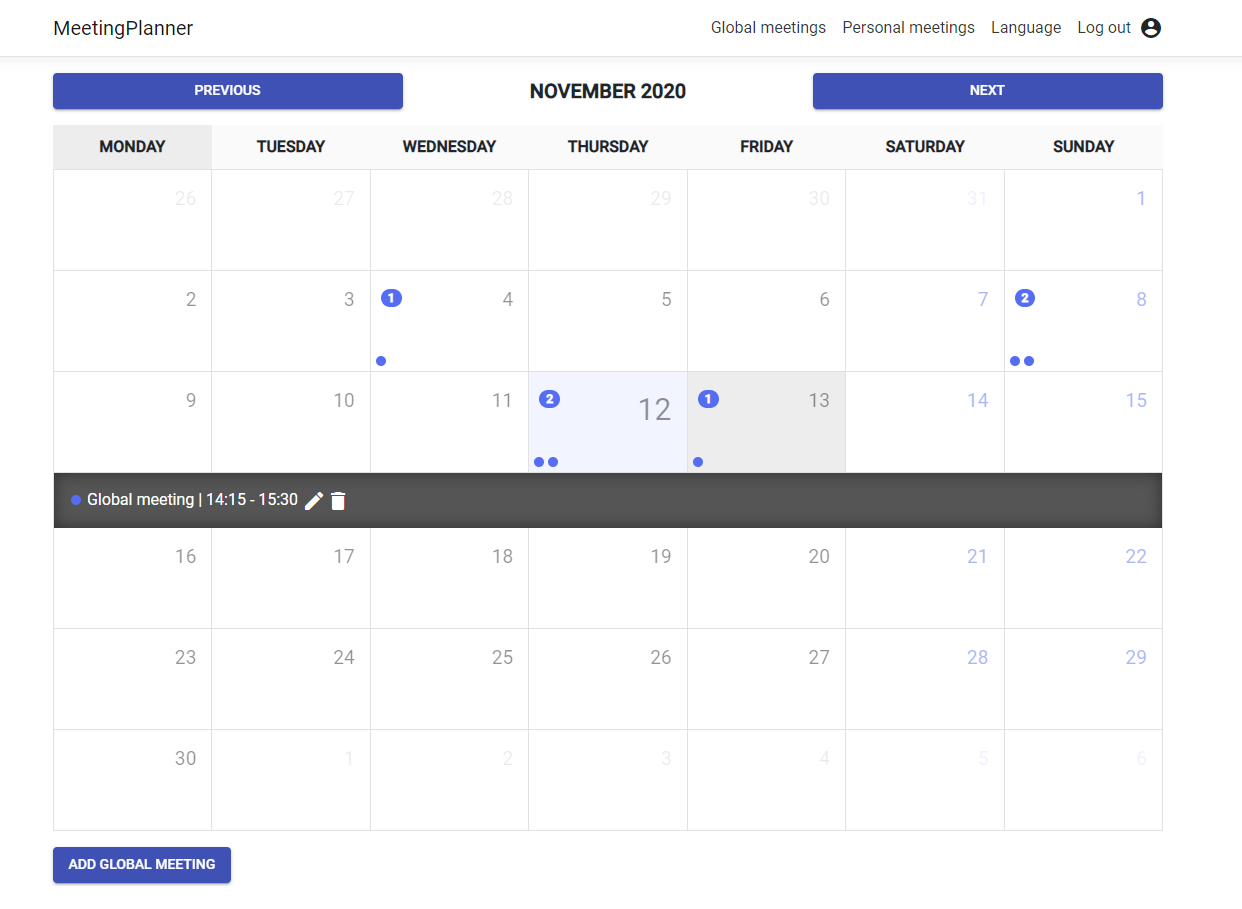 MeetingPlanner Global meetings Personal meetings Language Log out
PREVIOUS NOVEMBER 2020 NEXT
MONDAY TUESDAY WEDNESDAY THURSDAY FRIDAY SATURDAY SUNDAY
26 27 28 29 30 31 1
2 3 1 4 5 6 7 2 8
9 10 11 2 12 1 13 14 15
Global meeting | 14:15 - 15:30
16 17 18 19 20 21 22
23 24 25 26 27 28 29
30 1 2 3 4 5 6
ADD GLOBAL MEETING